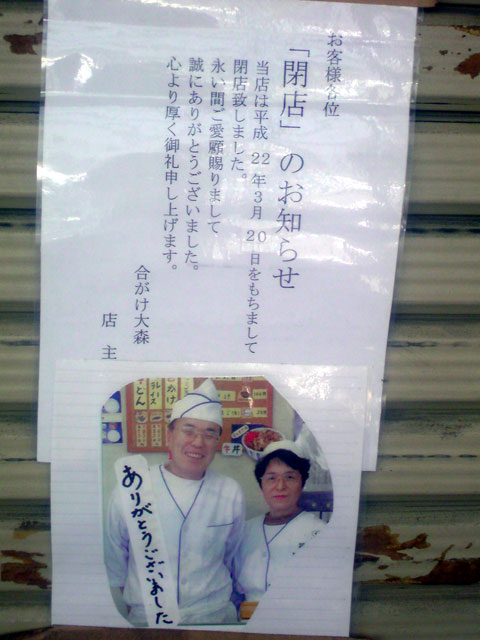 お客様各位
「閉店」のお知らせ
当店は平成22年3月20日をもちまして
閉店致しました。
永い間ご愛顧賜りまして
誠にありがとうございました。
心より厚く御礼申し上げます。
合がけ大森
店主
ありがとうございました
牛丼